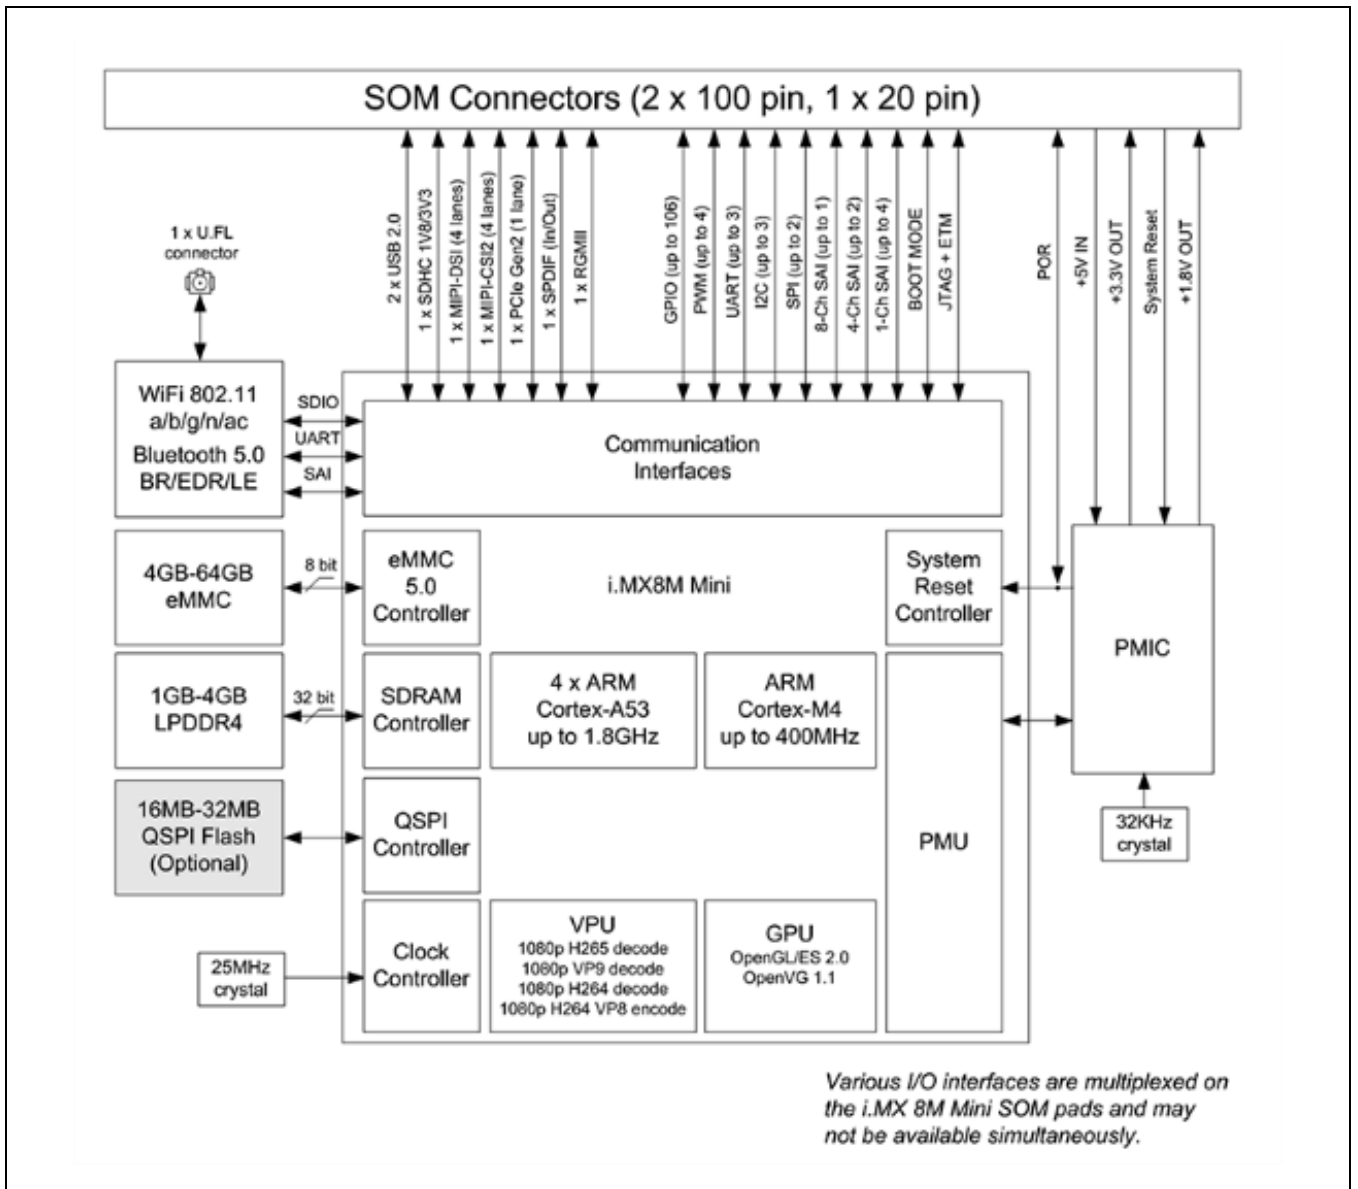 SOM Connectors (2 x 100 pin, 1 x 20 pin)
2 x USB 2.0
1 x SDHC 1V8/3V3
1 x MIPI-DSI (4 lanes)
1 x MIPI-CSI2 (4 lanes)
1 x PCIe Gen2 (1 lane)
1 x SPDIF (In/Out)
1 x RGMII
GPIO (up to 106)
PWM (up to 4)
UART (up to 3)
I2C (up to 3)
SPI (up to 2)
8-Ch SAI (up to 1)
4-Ch SAI (up to 2)
1-Ch SAI (up to 4)
BOOT MODE
JTAG + ETM
POR
+5V IN
+3.3V OUT
System Reset
+1.8V OUT
1 x U.FL
connector
WiFi 802.11
a/b/g/n/ac
Bluetooth 5.0
BR/EDR/LE
SDIO
UART
SAI
Communication
Interfaces
4GB-64GB
eMMC
8 bit
eMMC
5.0
Controller
i.MX8M Mini
System
Reset
Controller
PMIC
1GB-4GB
LPDDR4
32 bit
SDRAM
Controller
4 x ARM
Cortex-A53
up to 1.8GHz
ARM
Cortex-M4
up to 400MHz
16MB-32MB
QSPI Flash
(Optional)
QSPI
Controller
PMU
32KHz
crystal
25MHz
crystal
Clock
Controller
VPU
1080p H265 decode
1080p VP9 decode
1080p H264 decode
1080p H264 VP8 encode
GPU
OpenGL/ES 2.0
OpenVG 1.1
Various I/O interfaces are multiplexed on
the i.MX 8M Mini SOM pads and may
not be available simultaneously.